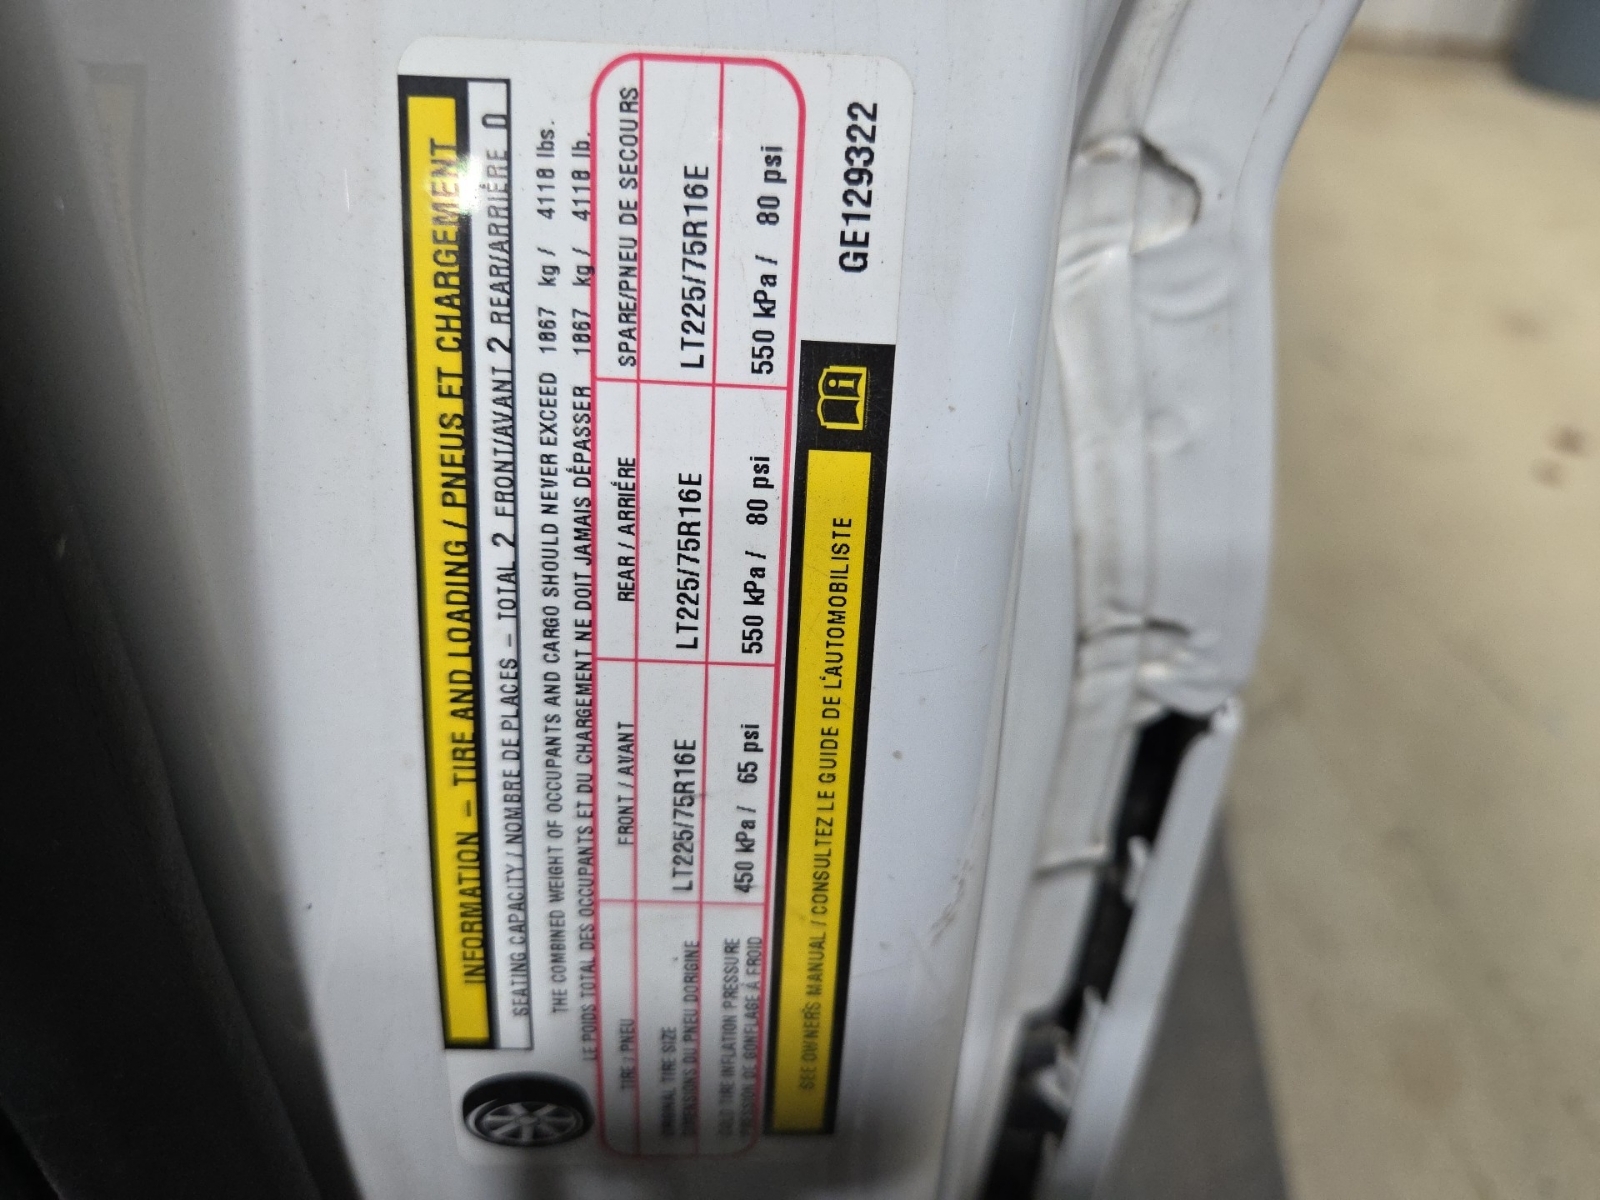 INFORMATION – TIRE AND LOADING / PNEUS ET CHARGEMENT
SEATING CAPACITY / NOMBRE DE PLACES – TOTAL 2 FRONT/AVANT 2 REAR/ARRIÈRE 0
THE COMBINED WEIGHT OF OCCUPANTS AND CARGO SHOULD NEVER EXCEED 1867 kg / 4118 lbs.
LE POIDS TOTAL DES OCCUPANTS ET DU CHARGEMENT NE DOIT JAMAIS DÉPASSER 1867 kg / 4118 lb.
TIRE / PNEU FRONT / AVANT REAR / ARRIÉRE SPARE/PNEU DE SECOURS
ORIGINAL TIRE SIZE
DIMENSIONS DU PNEU DORIGINE LT225/75R16E LT225/75R16E LT225/75R16E
COLD TIRE INFLATION PRESSURE
PRESSION DE GONFLAGE À FROID 450 kPa / 65 psi 550 kPa / 80 psi 550 kPa / 80 psi
SEE OWNER'S MANUAL / CONSULTEZ LE GUIDE DE L'AUTOMOBILISTE
GE129322